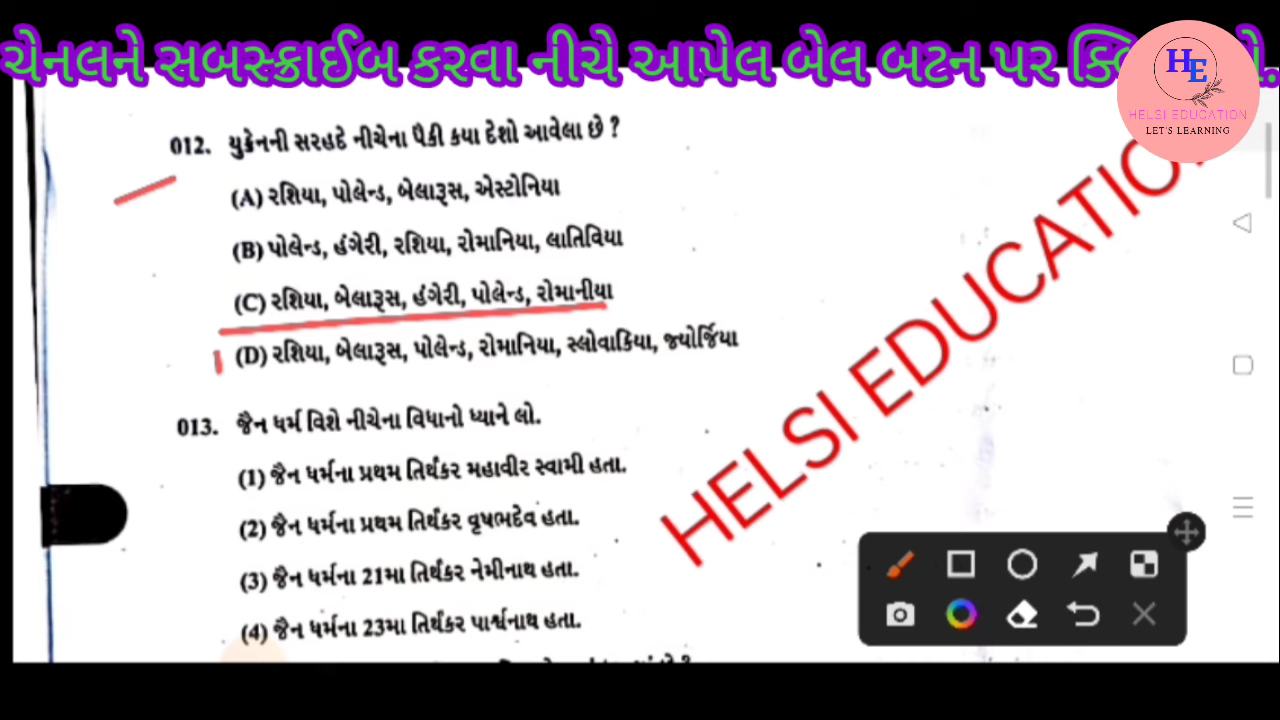 ચેનલને સબસ્ક્રાઈબ કરવા નીચે આપેલ બેલ બટન પર
HE
HELSI EDUCATION
LET'S LEARNING
012. યુક્રેનની સરહદે નીચેના પૈકી કયા દેશો આવેલા છે ?
(A) રશિયા, પોલેન્ડ, બેલારૂસ, એસ્ટોનિયા
(B) પોલેન્ડ, હંગેરી, રશિયા, રોમાનિયા, લાતિવિયા
(C) રશિયા, બેલારૂસ, હંગેરી, પોલેન્ડ, રોમાનીયા
(D) રશિયા, બેલારૂસ, પોલેન્ડ, રોમાનિયા, સ્લોવાકિયા, જ્યોર્જિયા
013. જૈન ધર્મ વિશે નીચેના વિધાનો ધ્યાને લો.
(1) જૈન ધર્મના પ્રથમ તિર્થંકર મહાવીર સ્વામી હતા.
(2) જૈન ધર્મના પ્રથમ તિર્થંકર વૃષભદેવ હતા.
(3) જૈન ધર્મના 21મા તિર્થંકર નેમીનાથ હતા.
(4) જૈન ધર્મના 23મા તિર્થંકર પાર્શ્વનાથ હતા.
HELSI EDUCATION